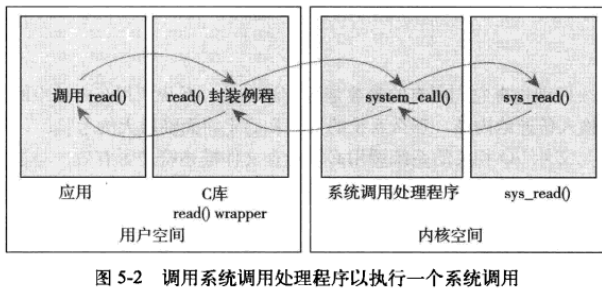 调用 read()
read() 封装例程
system_call()
sys_read()
应用
C库
read() wrapper
系统调用处理程序
sys_read()
用户空间
内核空间
图 5-2 调用系统调用处理程序以执行一个系统调用